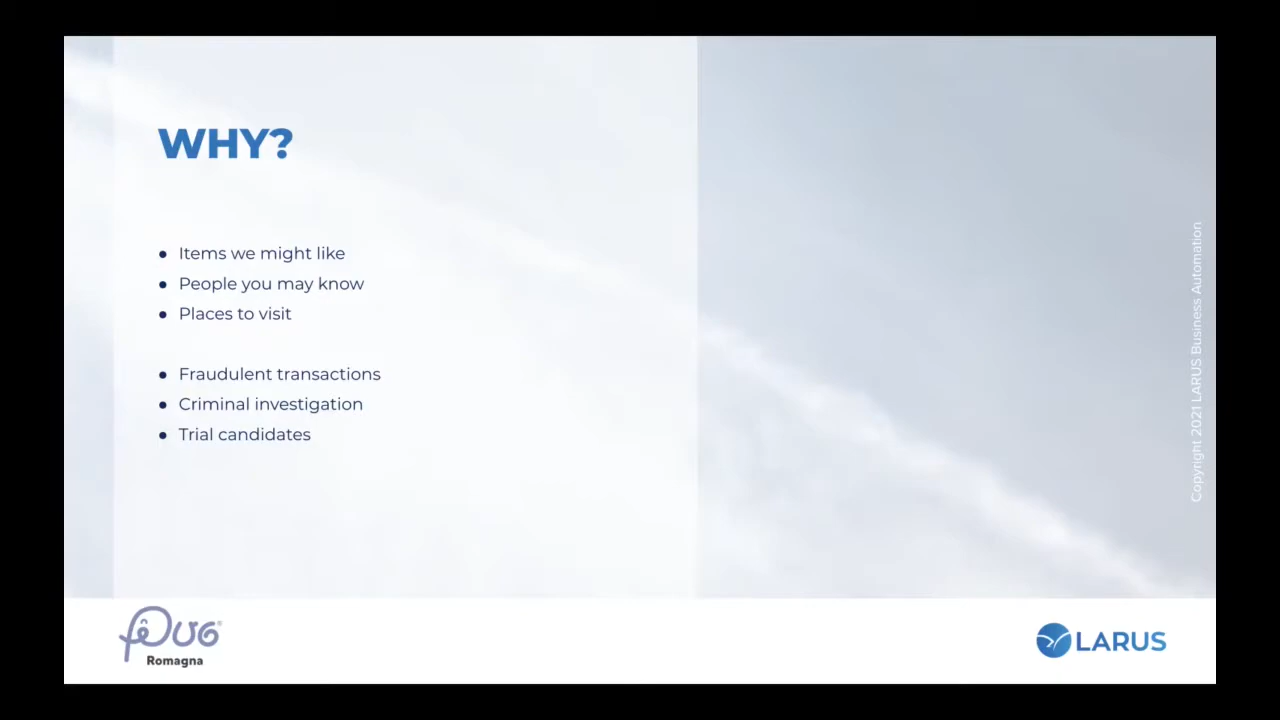 WHY?
● Items we might like
● People you may know
● Places to visit
● Fraudulent transactions
● Criminal investigation
● Trial candidates
Copyright 2021 LARUS Business Automation
PUG®
Romagna
LARUS